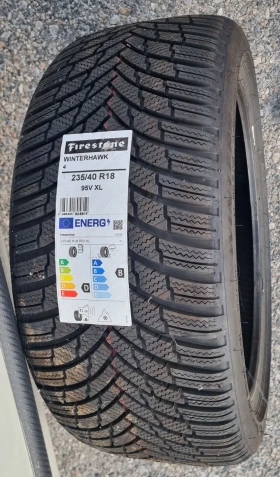 Firestone
WINTERHAWK
4
235/40 R18
95V XL
ENERG
A
B
C
D
E
D
B